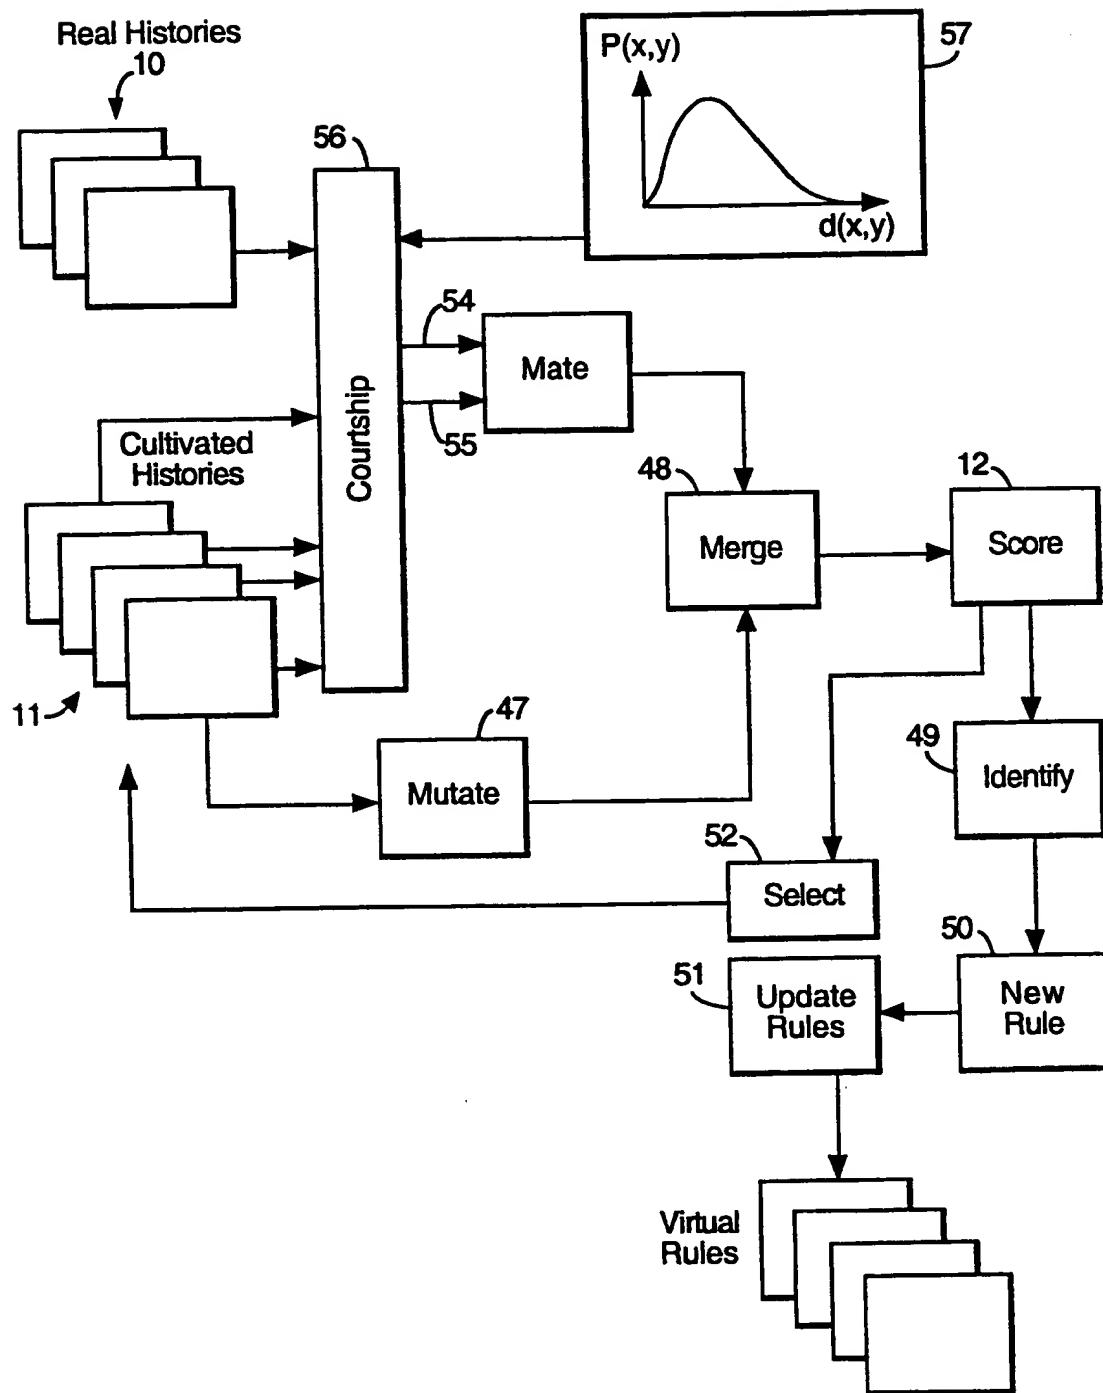 Real Histories
10
P(x,y)
57
d(x,y)
56
Courtship
54
55
Mate
Cultivated
Histories
11
48
Merge
12
Score
47
Mutate
49
Identify
52
Select
50
New
Rule
51
Update
Rules
Virtual
Rules